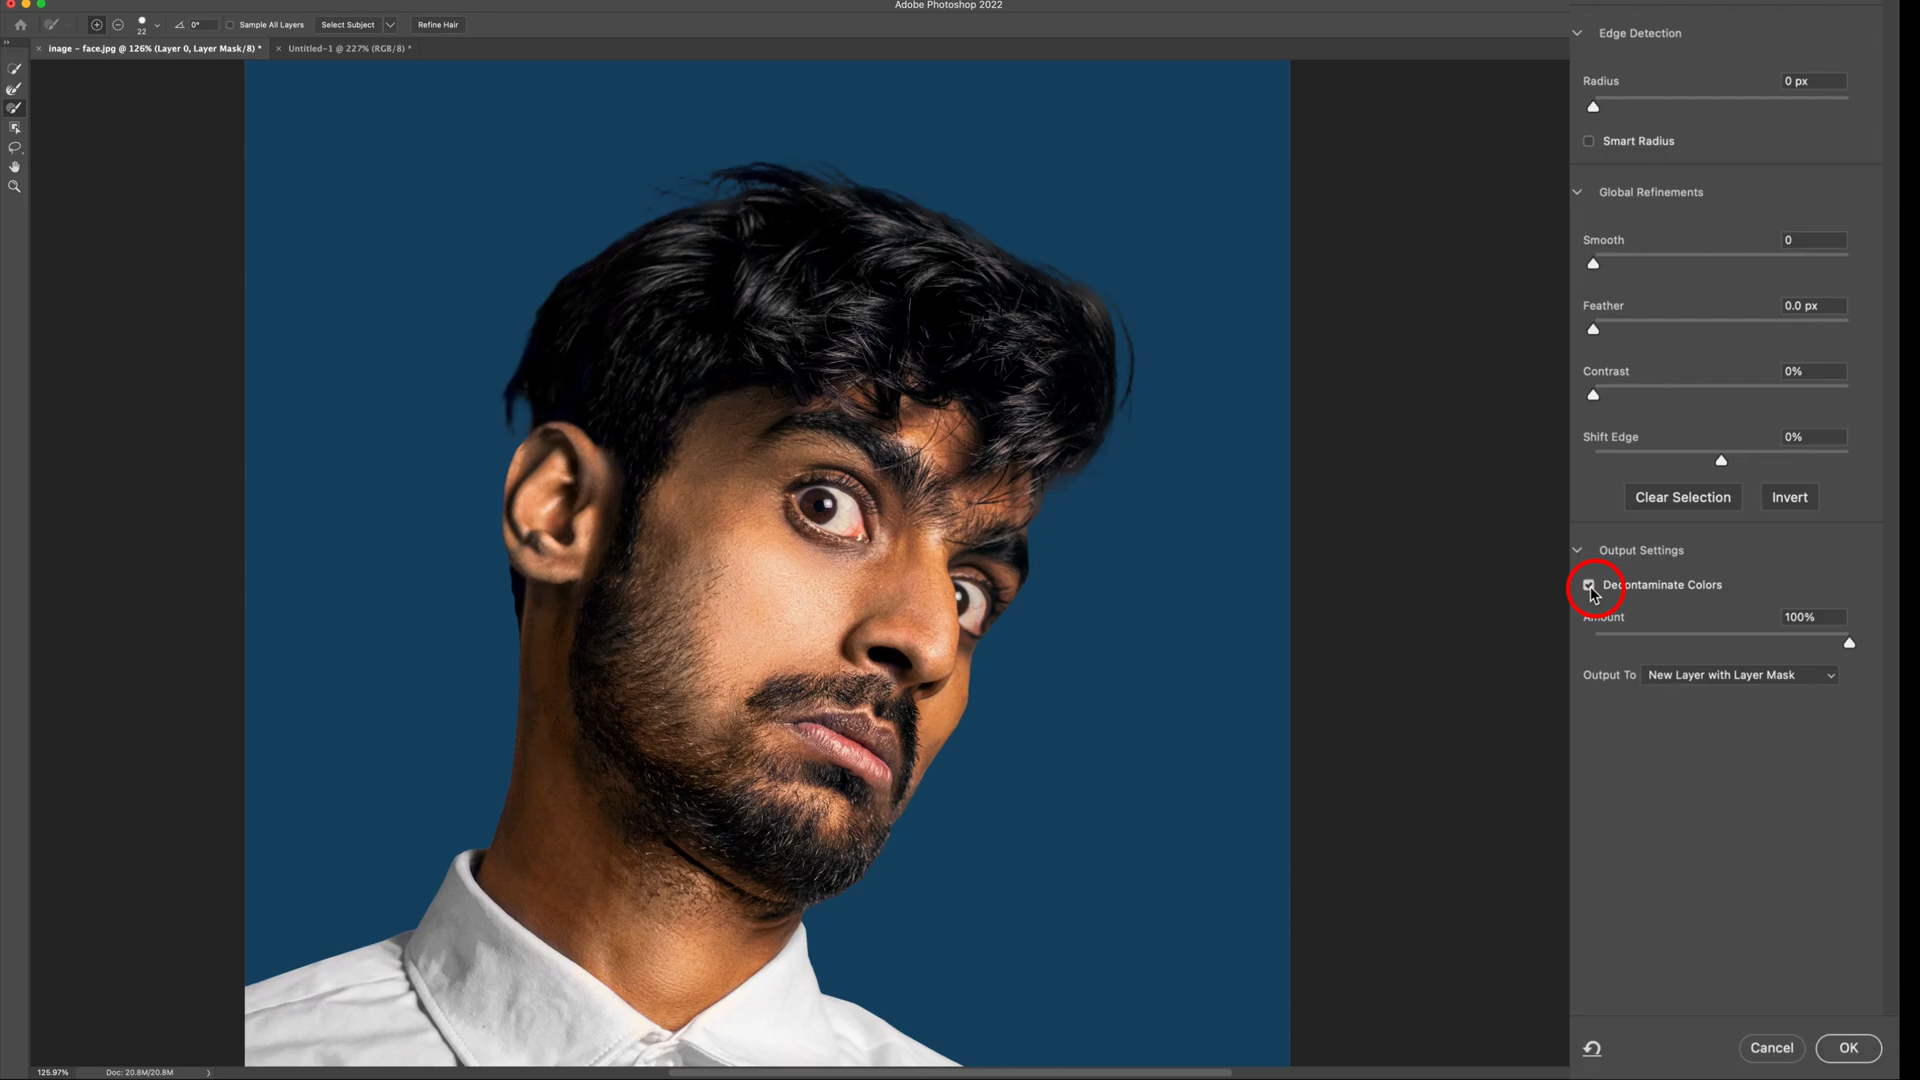 Adobe Photoshop 2022
22
0°
Sample All Layers
Select Subject
Refine Hair
image – face.jpg @ 126% (Layer 0, Layer Mask/8) *
Untitled-1 @ 227% (RGB/8) *
Edge Detection
Radius
0 px
Smart Radius
Global Refinements
Smooth
0
Feather
0.0 px
Contrast
0%
Shift Edge
0%
Clear Selection
Invert
Output Settings
Decontaminate Colors
Amount
100%
Output To
New Layer with Layer Mask
Cancel
OK
125.97%
Doc: 20.8M/20.8M